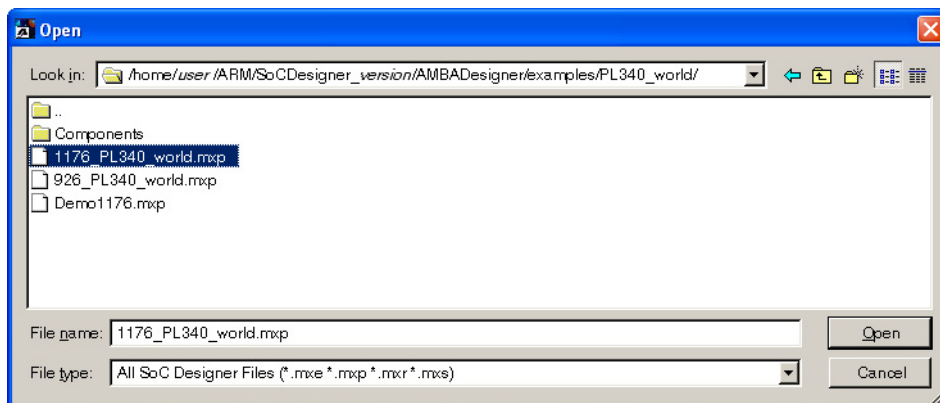 Open
Look in: /home/user /ARM/SoCDesigner_version/AMBADesigner/examples/PL340_world/
..
Components
1176_PL340_world.mxp
926_PL340_world.mxp
Demo1176.mxp
File name: 1176_PL340_world.mxp Open
File type: All SoC Designer Files (*.mxe *.mxp *.mxr *.mxs) Cancel